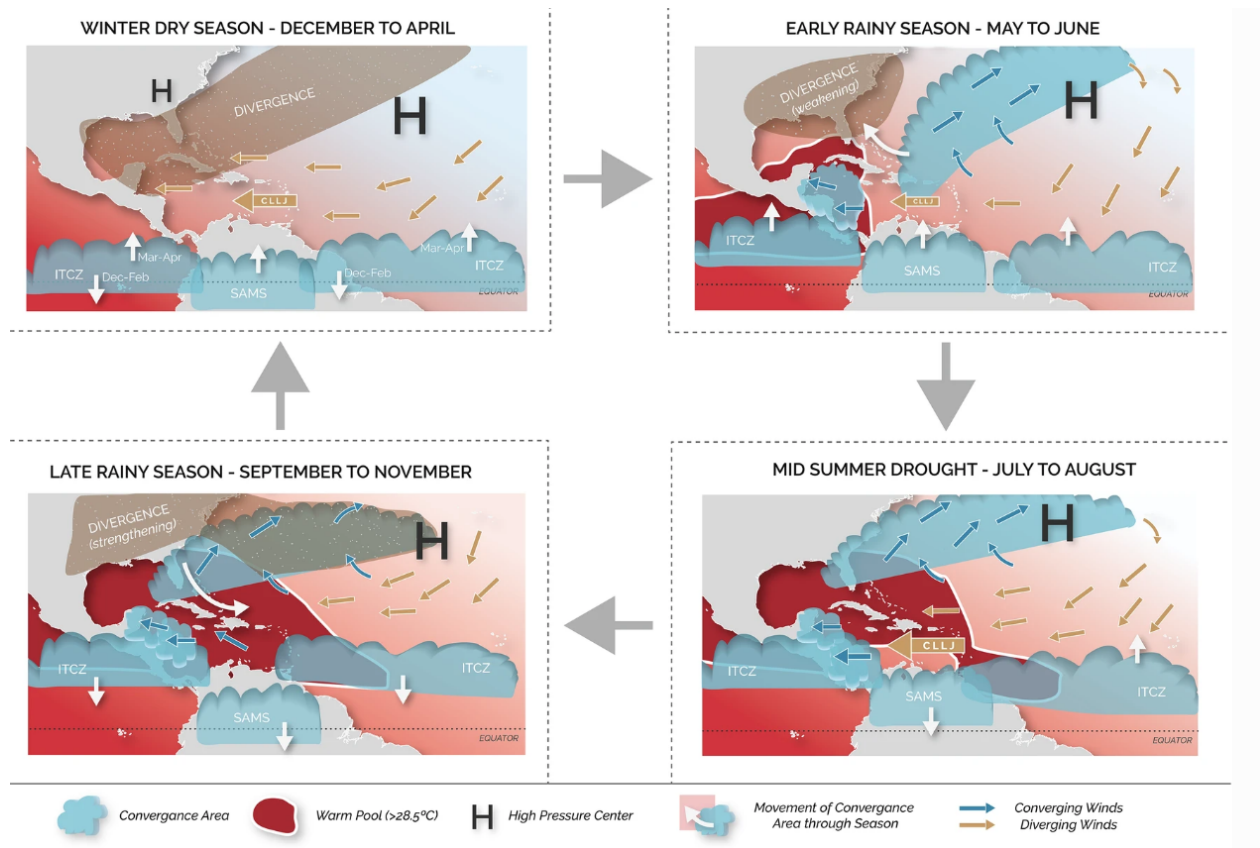 WINTER DRY SEASON - DECEMBER TO APRIL
H
DIVERGENCE
H
CLLJ
Mar-Apr
Mar-Apr
ITCZ
Dec-Feb
Dec-Feb
ITCZ
SAMS
EQUATOR
EARLY RAINY SEASON - MAY TO JUNE
DIVERGENCE
(weakening)
H
CLLJ
ITCZ
SAMS
ITCZ
EQUATOR
LATE RAINY SEASON - SEPTEMBER TO NOVEMBER
DIVERGENCE
(strengthening)
H
ITCZ
ITCZ
SAMS
EQUATOR
MID SUMMER DROUGHT - JULY TO AUGUST
H
CLLJ
ITCZ
SAMS
ITCZ
EQUATOR
Convergance Area
Warm Pool (>28.5ºC)
H
High Pressure Center
Movement of Convergance
Area through Season
Converging Winds
Diverging Winds